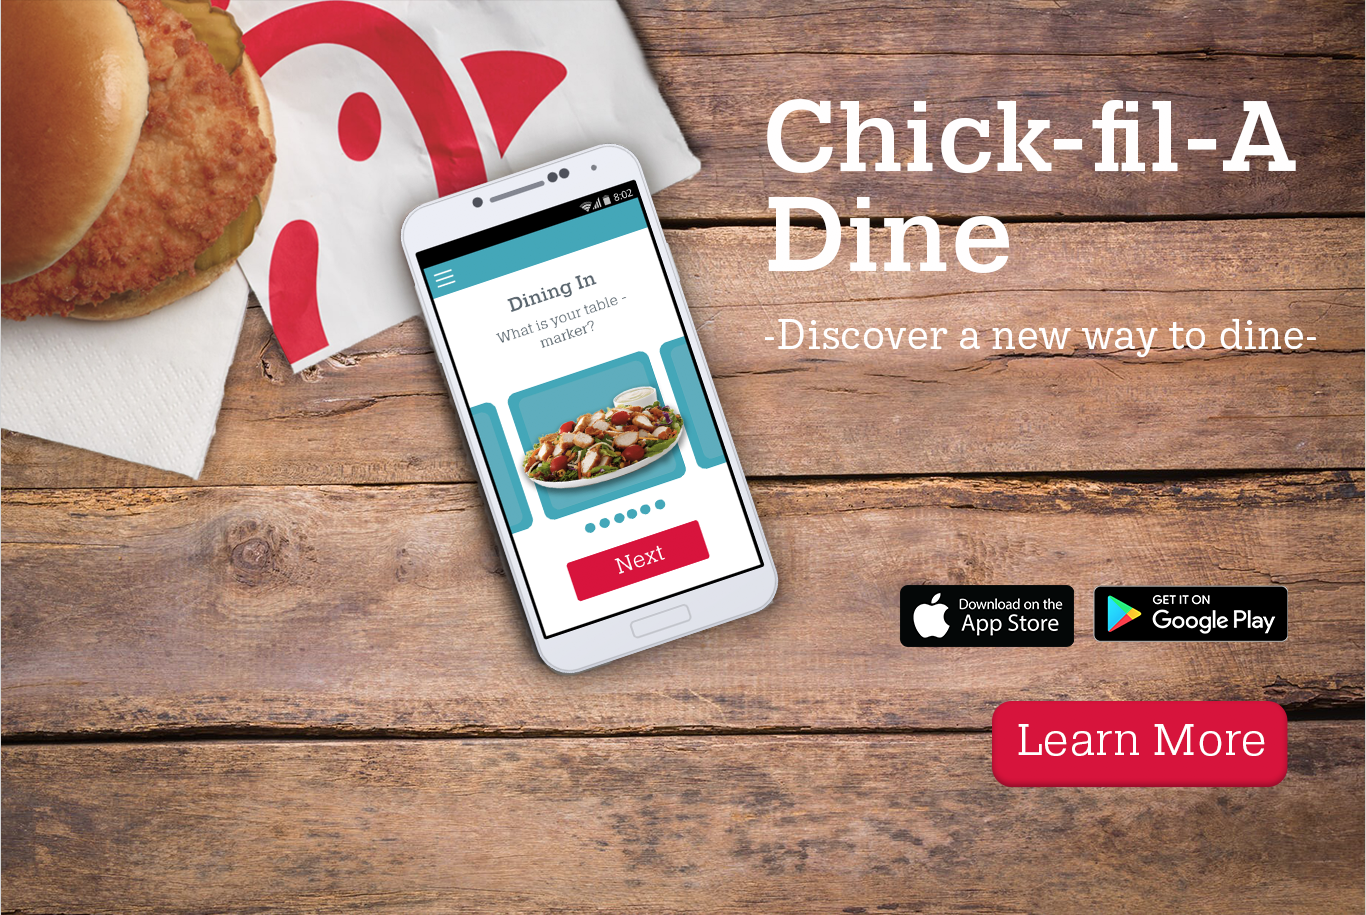 Chick-fil-A
Dine
-Discover a new way to dine-
8:02
Dining In
What is your table -
marker?
Next
Download on the
App Store
GET IT ON
Google Play
Learn More